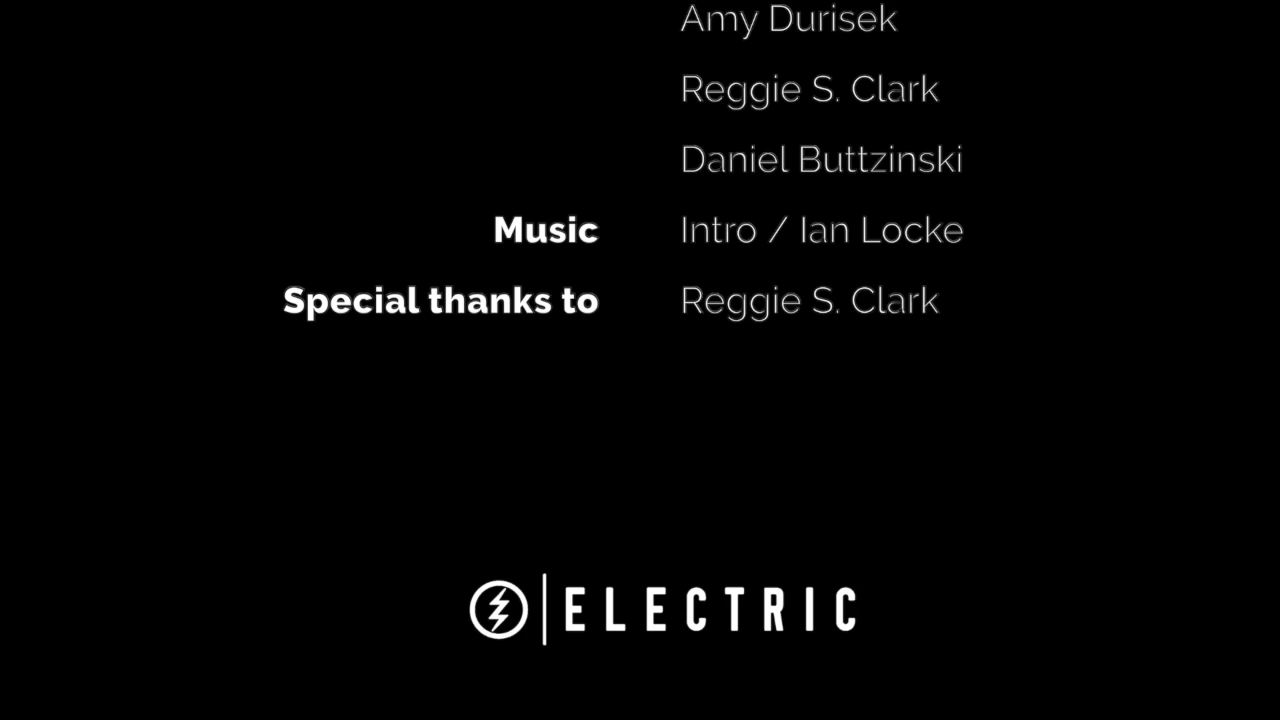 Amy Durisek
Reggie S. Clark
Daniel Buttzinski
Music Intro / Ian Locke
Special thanks to Reggie S. Clark
ELECTRIC